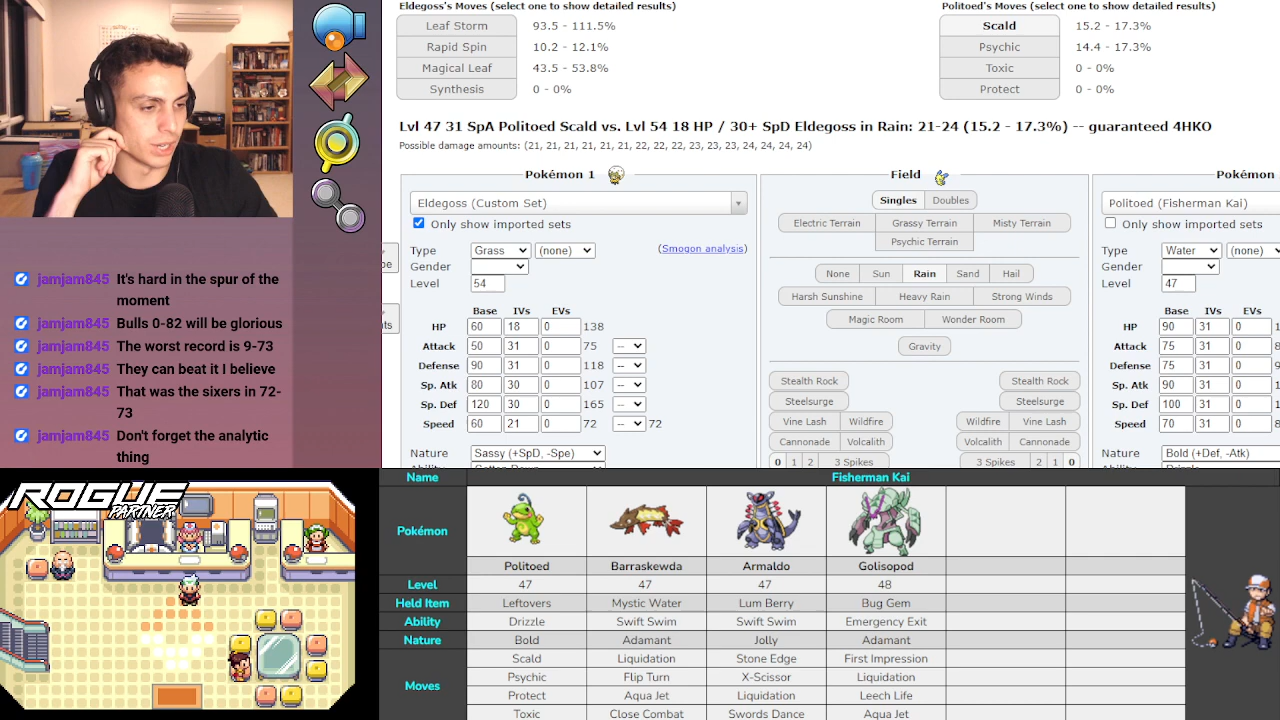 Eldegoss's Moves (select one to show detailed results)
Leaf Storm 93.5 - 111.5%
Rapid Spin 10.2 - 12.1%
Magical Leaf 43.5 - 53.8%
Synthesis 0 - 0%
Politoed's Moves (select one to show detailed results)
Scald 15.2 - 17.3%
Psychic 14.4 - 17.3%
Toxic 0 - 0%
Protect 0 - 0%
Lvl 47 31 SpA Politoed Scald vs. Lvl 54 18 HP / 30+ SpD Eldegoss in Rain: 21-24 (15.2 - 17.3%) -- guaranteed 4HKO
Possible damage amounts: (21, 21, 21, 21, 21, 21, 22, 22, 22, 23, 23, 23, 24, 24, 24, 24)
Pokémon 1
Eldegoss (Custom Set)
Only show imported sets
Type Grass (none) (Smogon analysis)
Gender
Level 54
Base IVs EVs
HP 60 18 0 138
Attack 50 31 0 75 --
Defense 90 31 0 118 --
Sp. Atk 80 30 0 107 --
Sp. Def 120 30 0 165 --
Speed 60 21 0 72 -- 72
Nature Sassy (+SpD, -Spe)
Field
Singles Doubles
Electric Terrain Grassy Terrain Misty Terrain
Psychic Terrain
None Sun Rain Sand Hail
Harsh Sunshine Heavy Rain Strong Winds
Magic Room Wonder Room
Gravity
Stealth Rock Stealth Rock
Steelsurge Steelsurge
Vine Lash Wildfire Wildfire Vine Lash
Cannonade Volcalith Volcalith Cannonade
0 1 2 3 Spikes 3 Spikes 2 1 0
Pokémon
Politoed (Fisherman Kai)
Only show imported sets
Type Water (none)
Gender
Level 47
Base IVs EVs
HP 90 31 0
Attack 75 31 0
Defense 75 31 0
Sp. Atk 90 31 0
Sp. Def 100 31 0
Speed 70 31 0
Nature Bold (+Def, -Atk)
jamjam845 It's hard in the spur of the
moment
jamjam845 Bulls 0-82 will be glorious
jamjam845 The worst record is 9-73
jamjam845 They can beat it I believe
jamjam845 That was the sixers in 72-
73
jamjam845 Don't forget the analytic
thing
ROGUE
PARTNER
Name Fisherman Kai
Pokémon Politoed Barraskewda Armaldo Golisopod
Level 47 47 47 48
Held Item Leftovers Mystic Water Lum Berry Bug Gem
Ability Drizzle Swift Swim Swift Swim Emergency Exit
Nature Bold Adamant Jolly Adamant
Moves Scald Liquidation Stone Edge First Impression
Psychic Flip Turn X-Scissor Liquidation
Protect Aqua Jet Liquidation Leech Life
Toxic Close Combat Swords Dance Aqua Jet